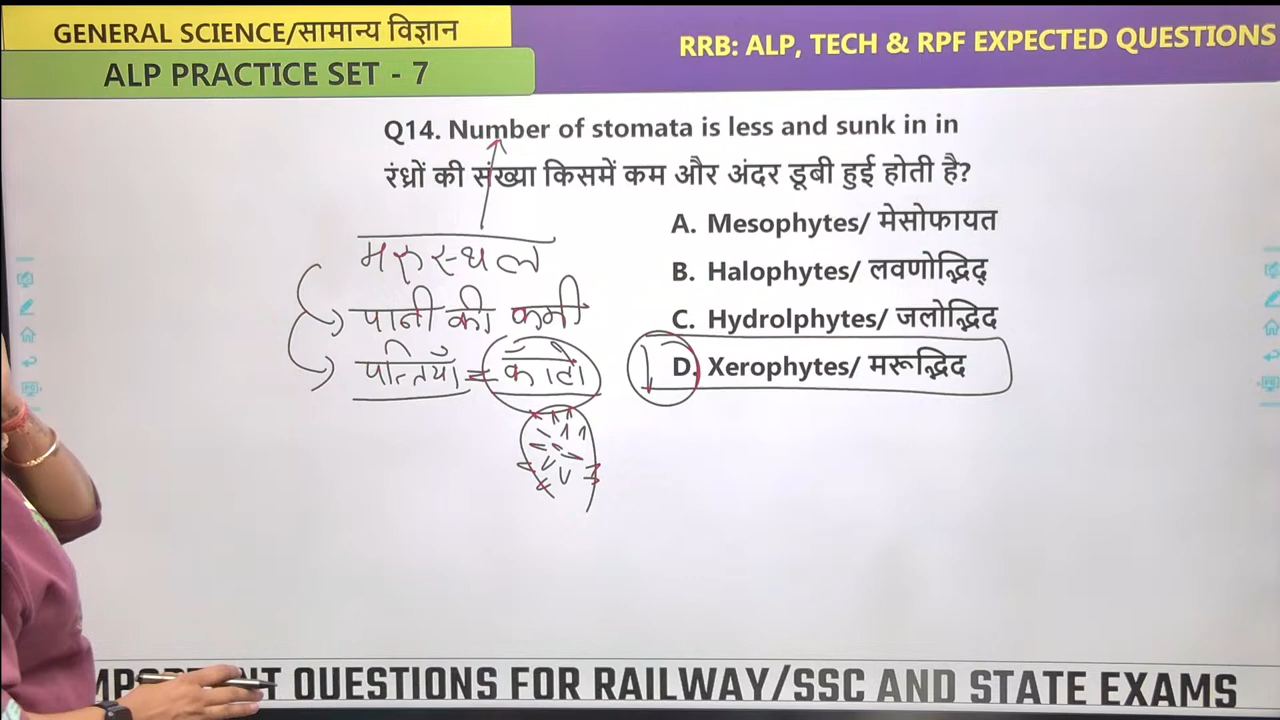 GENERAL SCIENCE/सामान्य विज्ञान
RRB: ALP, TECH & RPF EXPECTED QUESTIONS
ALP PRACTICE SET - 7
Q14. Number of stomata is less and sunk in in
रंध्रों की संख्या किसमें कम और अंदर डूबी हुई होती है?
A. Mesophytes/ मेसोफायत
B. Halophytes/ लवणोद्भिद्
C. Hydrolphytes/ जलोद्भिद
D. Xerophytes/ मरूद्भिद
मरुस्थल
पानी की कमी
पत्तियाँ = काँटो
IMPORTANT QUESTIONS FOR RAILWAY/SSC AND STATE EXAMS